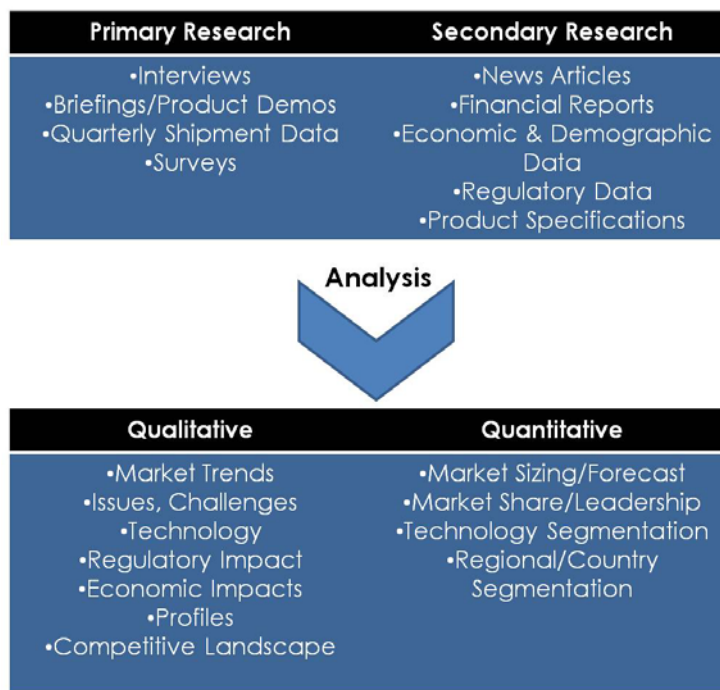 Primary Research
•Interviews
•Briefings/Product Demos
•Quarterly Shipment Data
•Surveys
Secondary Research
•News Articles
•Financial Reports
•Economic & Demographic
Data
•Regulatory Data
•Product Specifications
Analysis
Qualitative
•Market Trends
•Issues, Challenges
•Technology
•Regulatory Impact
•Economic Impacts
•Profiles
•Competitive Landscape
Quantitative
•Market Sizing/Forecast
•Market Share/Leadership
•Technology Segmentation
•Regional/Country
Segmentation